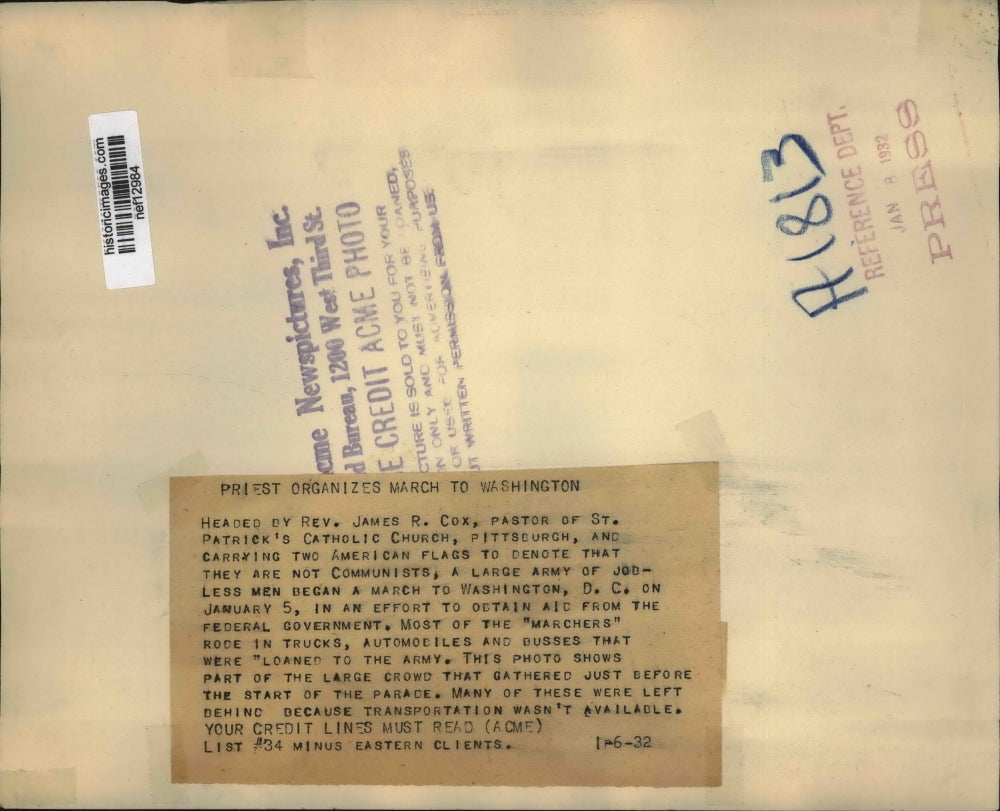 historicimages.com
nef12984
cme Newspictures, Inc.
d Bureau, 1200 West Third St.
E CREDIT ACME PHOTO
CTURE IS SOLD TO YOU FOR YOUR
N ONLY AND MUST NOT BE OANED,
OF USED FOR ADVERTISING PURPOSES
UT WRITTEN PERMISSION FROM US.
A1813
REFERENCE DEPT.
JAN 8 1932
PRESS
PRIEST ORGANIZES MARCH TO WASHINGTON
HEADED BY REV. JAMES R. COX, PASTOR OF ST.
PATRICK'S CATHOLIC CHURCH, PITTSBURGH, AND
CARRYING TWO AMERICAN FLAGS TO DENOTE THAT
THEY ARE NOT COMMUNISTS, A LARGE ARMY OF JOB-
LESS MEN BEGAN A MARCH TO WASHINGTON, D. C. ON
JANUARY 5, IN AN EFFORT TO OBTAIN AID FROM THE
FEDERAL GOVERNMENT. MOST OF THE "MARCHERS"
RODE IN TRUCKS, AUTOMOBILES AND BUSSES THAT
WERE "LOANED TO THE ARMY. THIS PHOTO SHOWS
PART OF THE LARGE CROWD THAT GATHERED JUST BEFORE
THE START OF THE PARADE. MANY OF THESE WERE LEFT
BEHIND BECAUSE TRANSPORTATION WASN'T AVAILABLE.
YOUR CREDIT LINES MUST READ (ACME)
LIST #34 MINUS EASTERN CLIENTS. 1-6-32